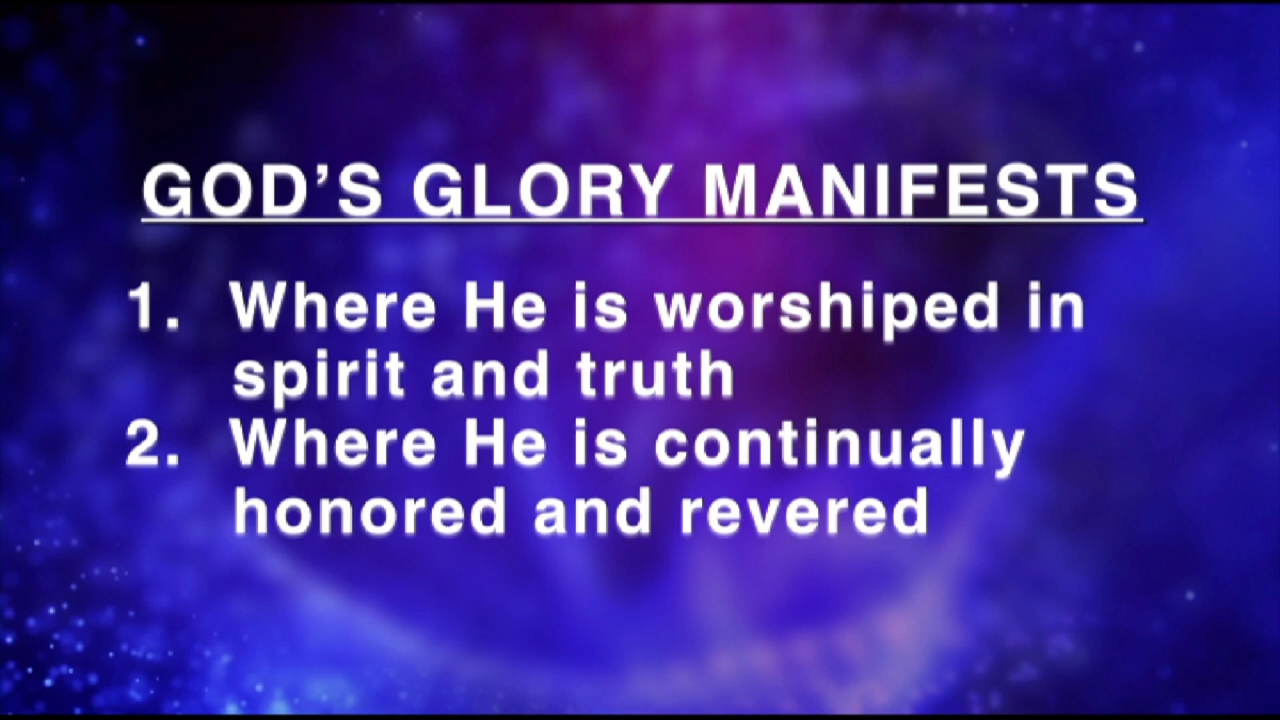 GOD’S GLORY MANIFESTS
1. Where He is worshiped in
spirit and truth
2. Where He is continually
honored and revered